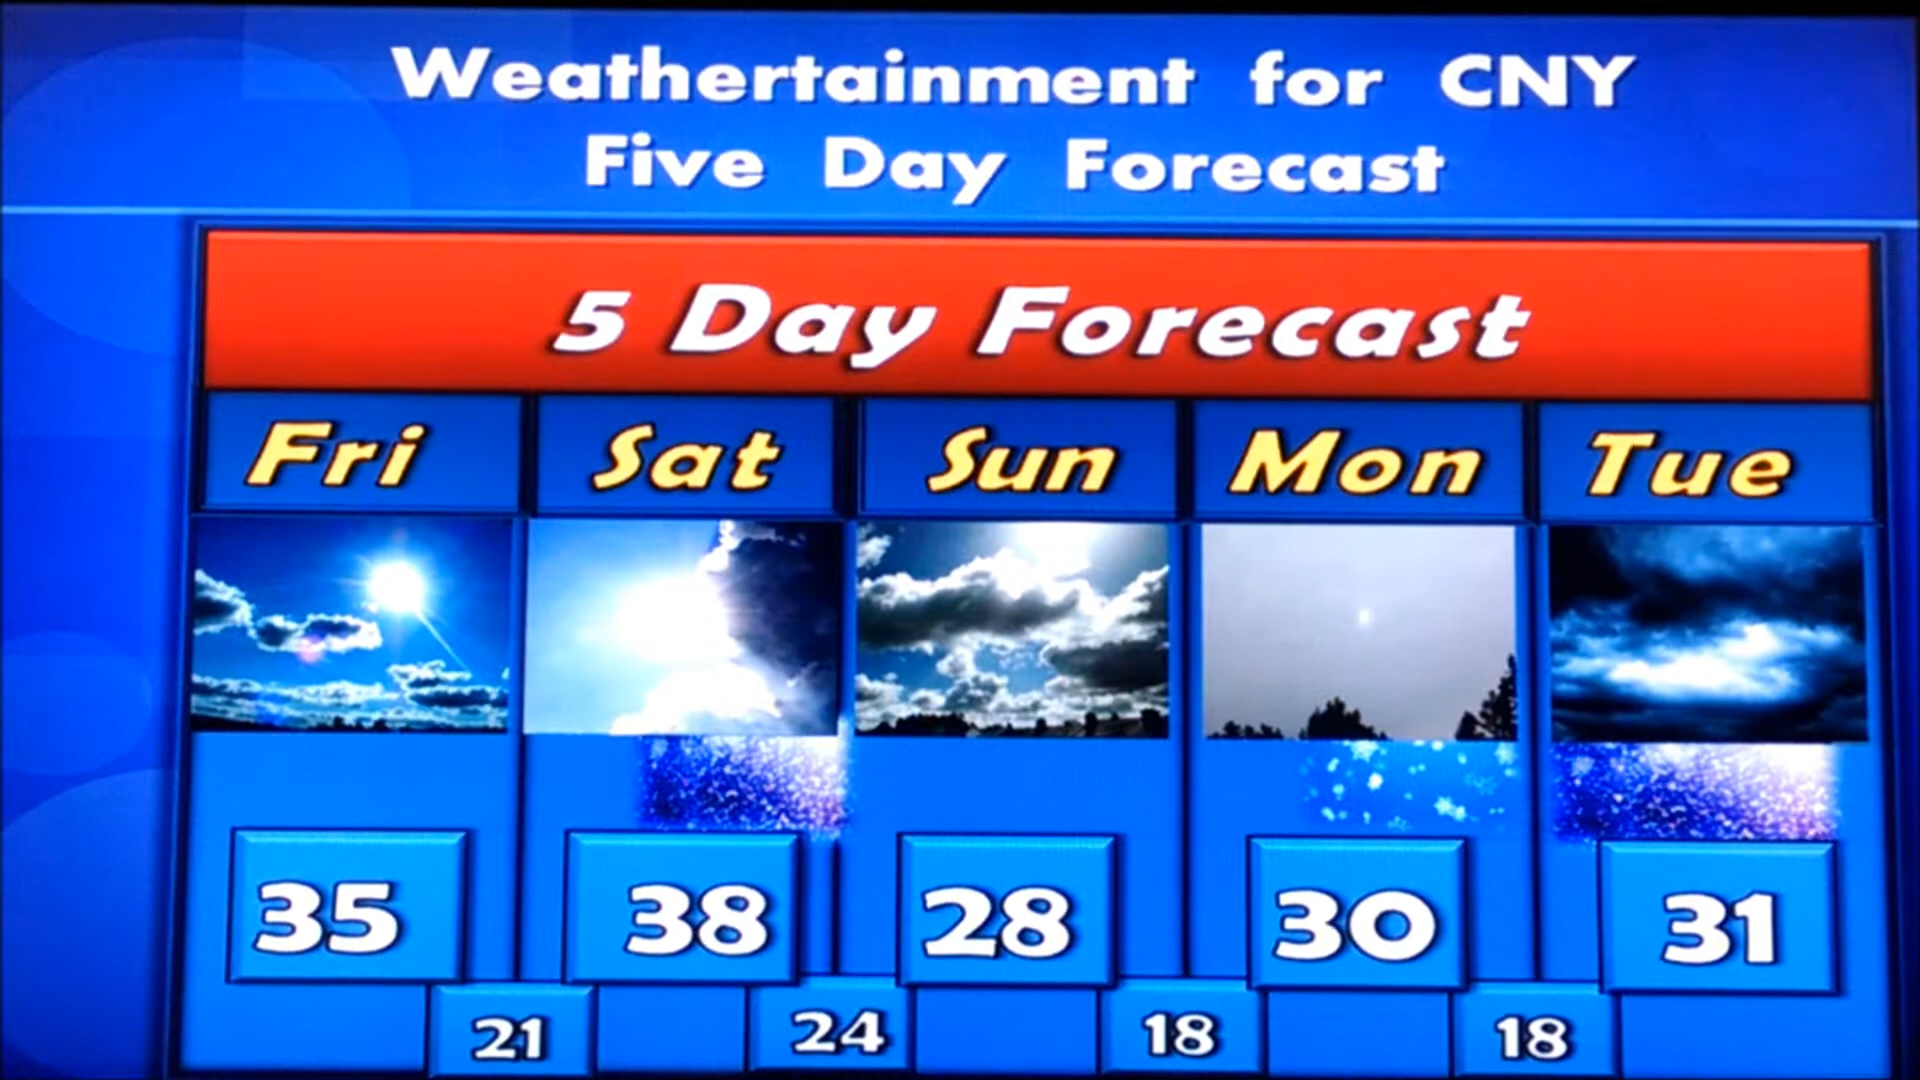 Weathertainment for CNY
Five Day Forecast
5 Day Forecast
Fri Sat Sun Mon Tue
35 38 28 30 31
21 24 18 18